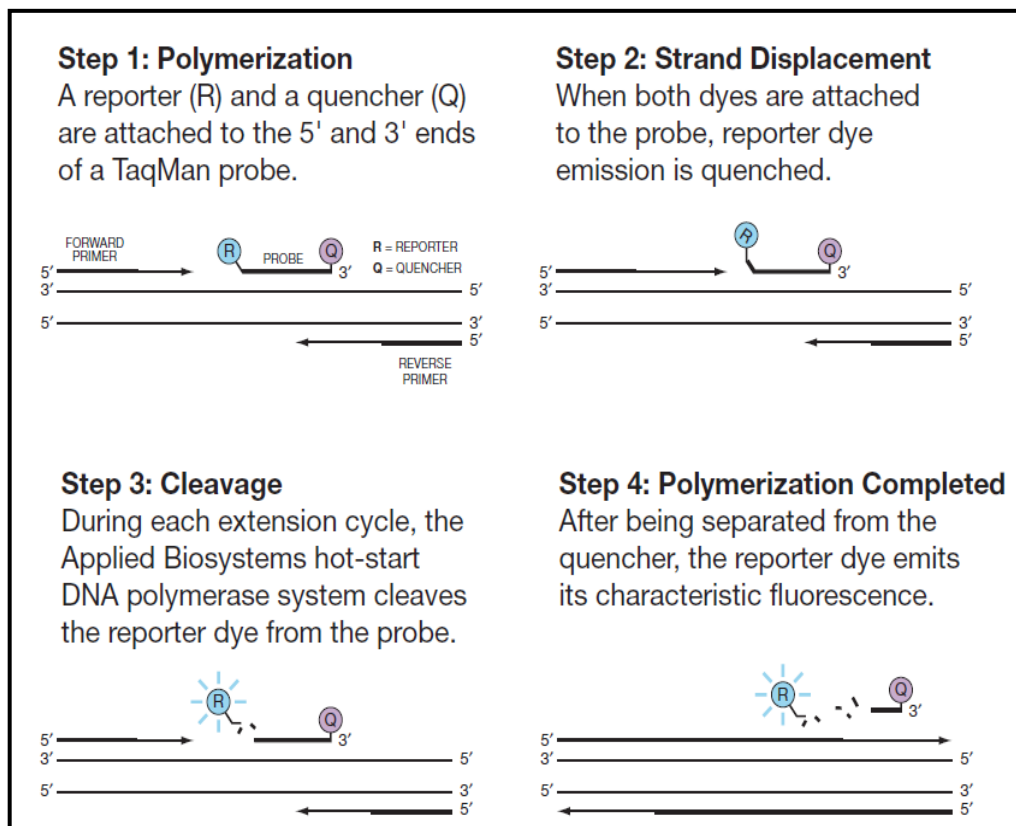 Step 1: Polymerization
A reporter (R) and a quencher (Q)
are attached to the 5' and 3' ends
of a TaqMan probe.
FORWARD
PRIMER
R
PROBE
Q
R = REPORTER
Q = QUENCHER
5′
3′
3′
5′
5′
3′
5′
REVERSE
PRIMER
Step 2: Strand Displacement
When both dyes are attached
to the probe, reporter dye
emission is quenched.
R
Q
5′
3′
3′
5′
5′
3′
5′
Step 3: Cleavage
During each extension cycle, the
Applied Biosystems hot-start
DNA polymerase system cleaves
the reporter dye from the probe.
R
Q
5′
3′
3′
5′
5′
3′
5′
Step 4: Polymerization Completed
After being separated from the
quencher, the reporter dye emits
its characteristic fluorescence.
R
Q
3′
5′
3′
5′
5′
3′
5′